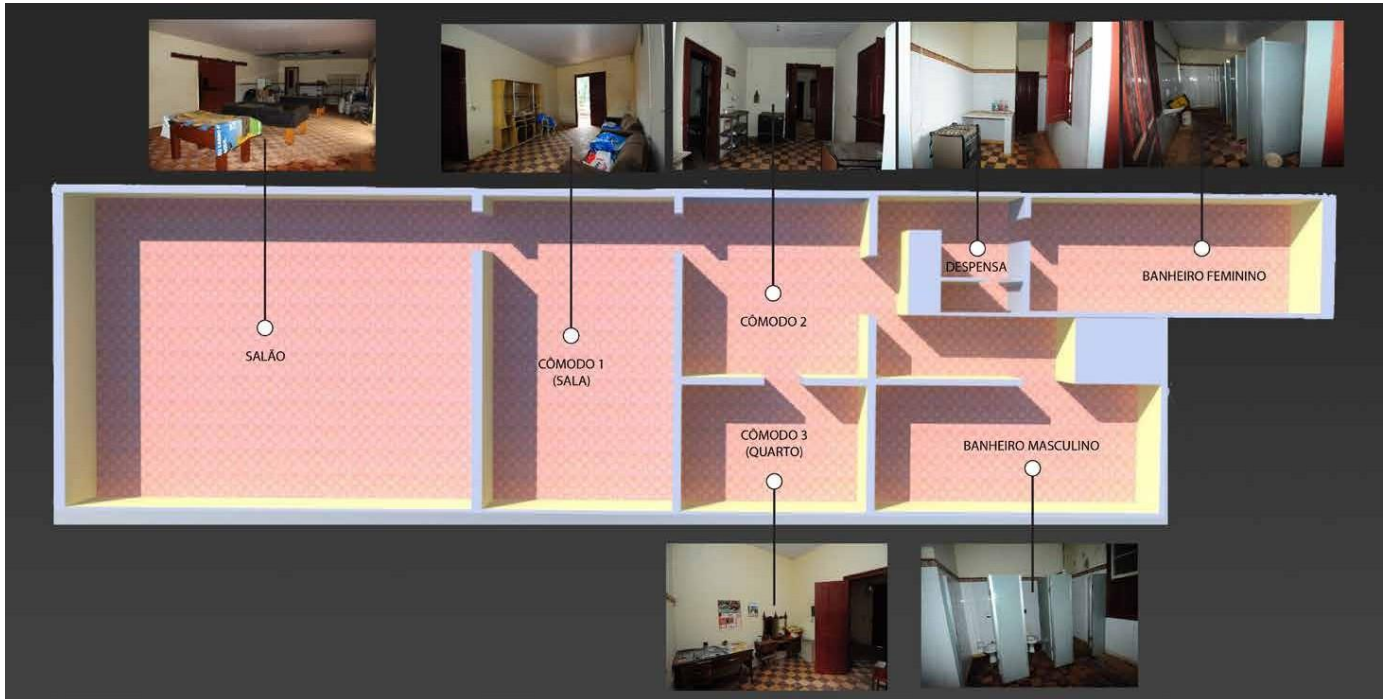 DESPENSA
BANHEIRO FEMININO
CÔMODO 2
SALÃO
CÔMODO 1
(SALA)
CÔMODO 3
(QUARTO)
BANHEIRO MASCULINO